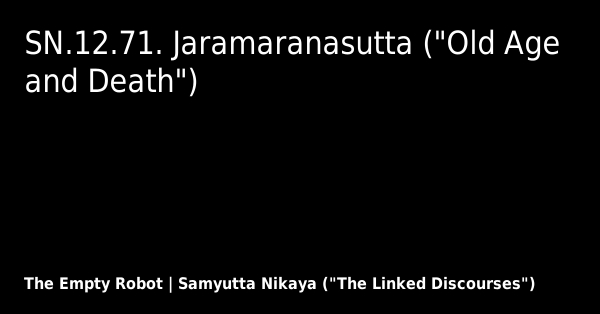 SN.12.71. Jaramaranasutta ("Old Age
and Death")
The Empty Robot | Samyutta Nikaya ("The Linked Discourses")